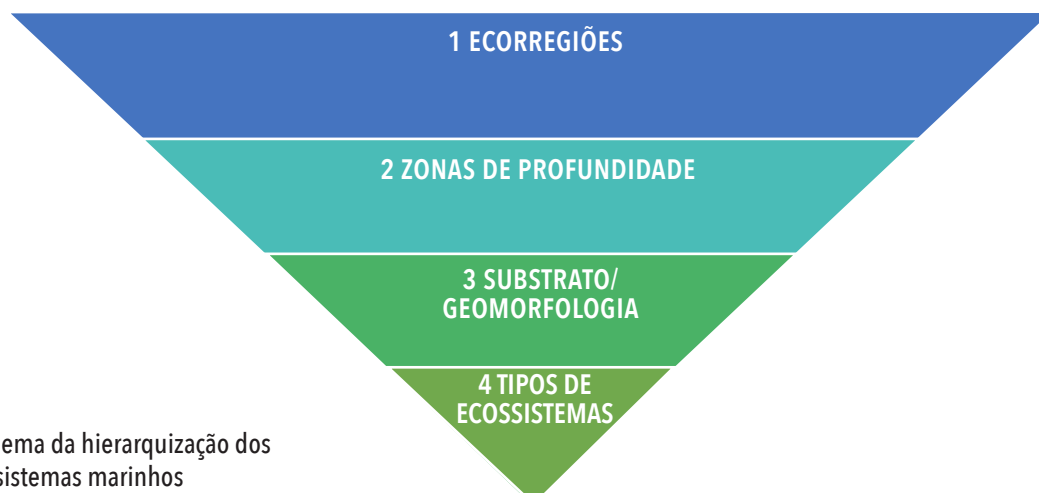 1 ECORREGIÕES
2 ZONAS DE PROFUNDIDADE
3 SUBSTRATO/
GEOMORFOLOGIA
4 TIPOS DE
ECOSSISTEMAS
ema da hierarquização dos
sistemas marinhos